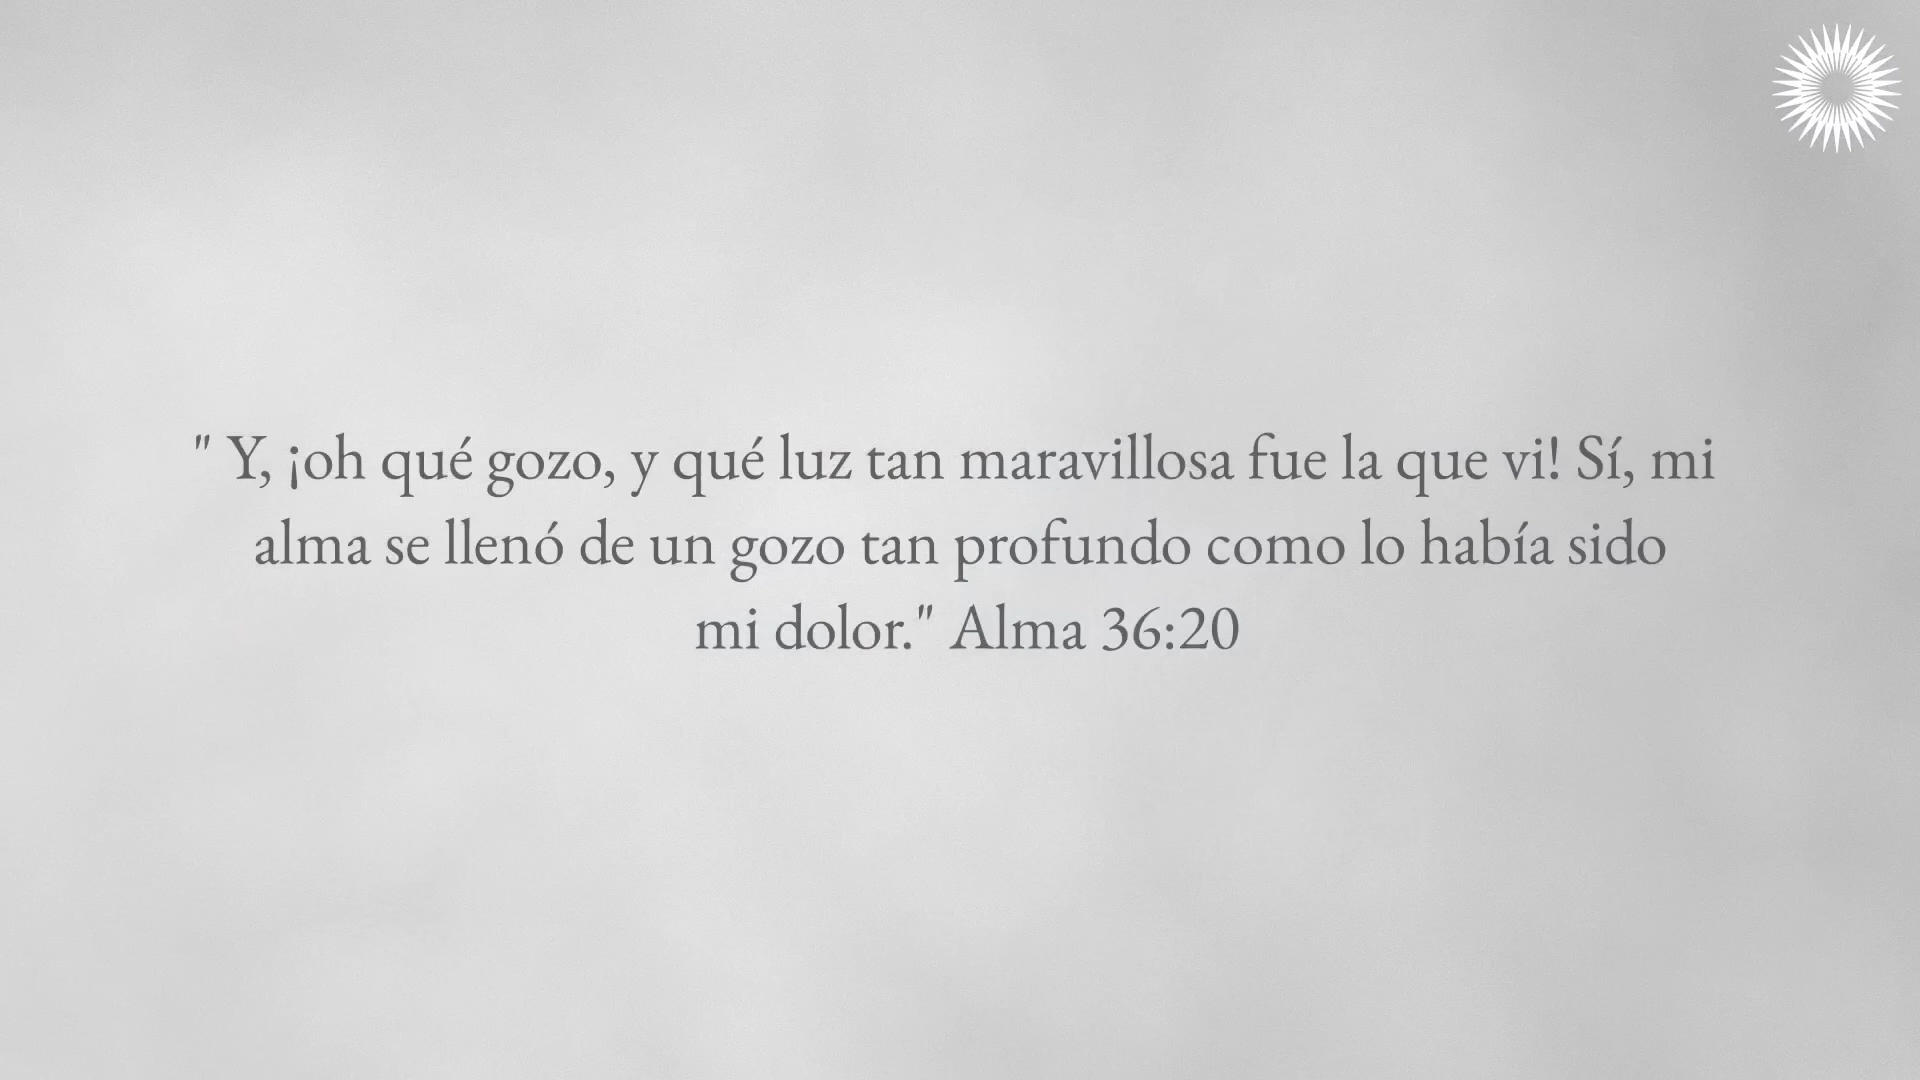 " Y, ¡oh qué gozo, y qué luz tan maravillosa fue la que vi! Sí, mi
alma se llenó de un gozo tan profundo como lo había sido
mi dolor." Alma 36:20